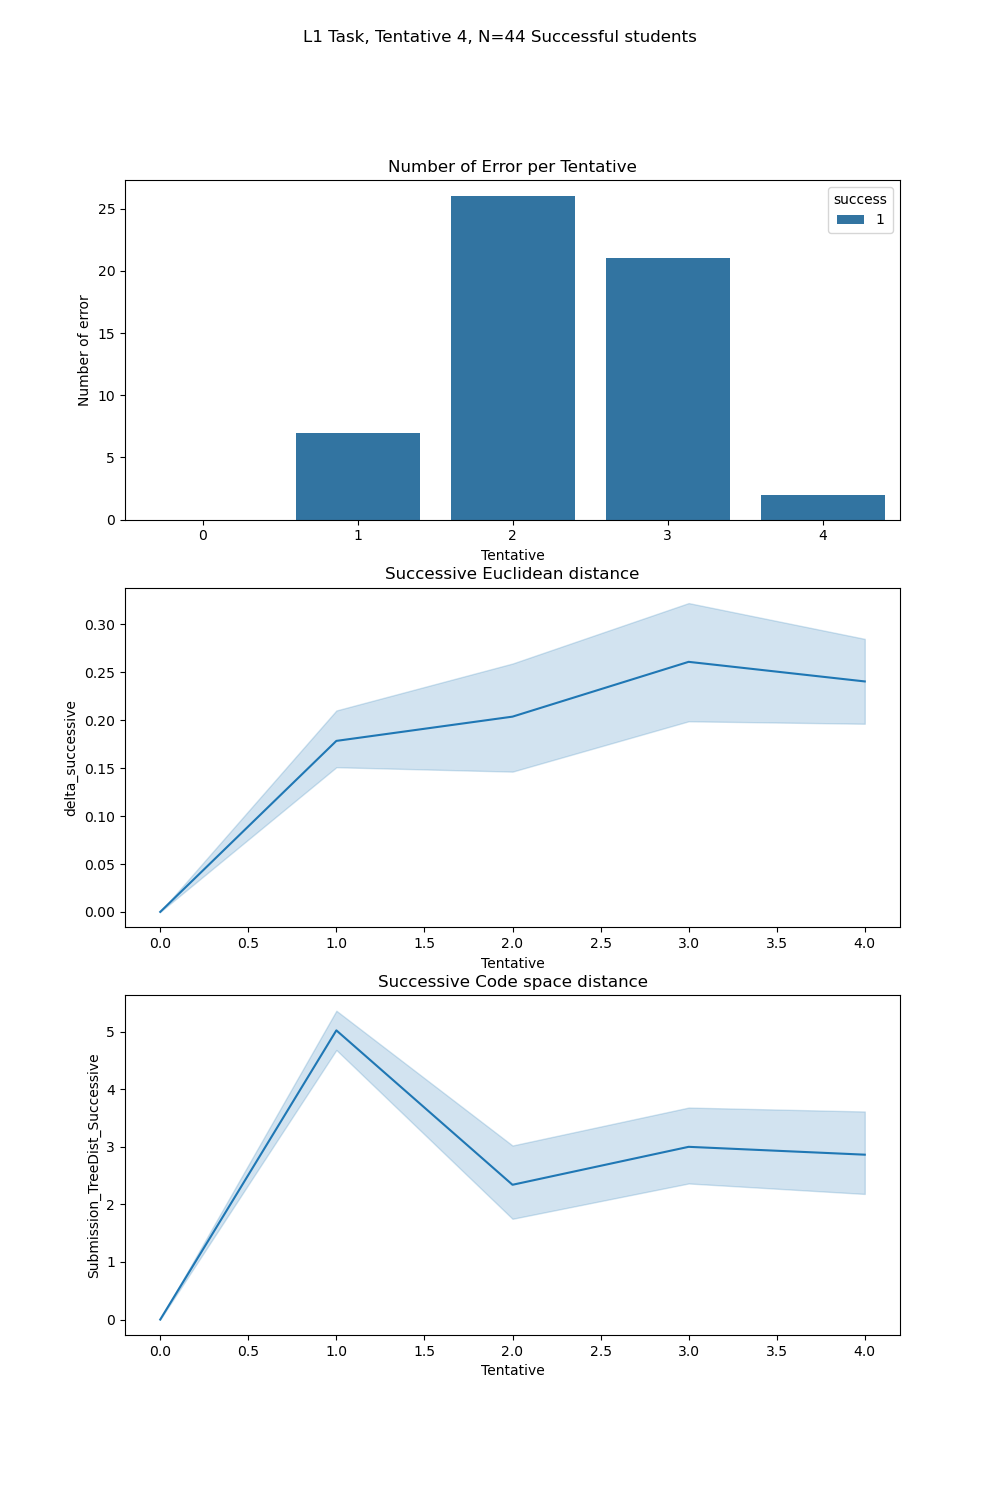 L1 Task, Tentative 4, N=44 Successful students
Number of Error per Tentative
success
1
25
20
15
10
5
0
Number of error
0 1 2 3 4
Tentative
Successive Euclidean distance
0.30
0.25
0.20
0.15
0.10
0.05
0.00
delta_successive
0.0 0.5 1.0 1.5 2.0 2.5 3.0 3.5 4.0
Tentative
Successive Code space distance
5
4
3
2
1
0
Submission_TreeDist_Successive
0.0 0.5 1.0 1.5 2.0 2.5 3.0 3.5 4.0
Tentative